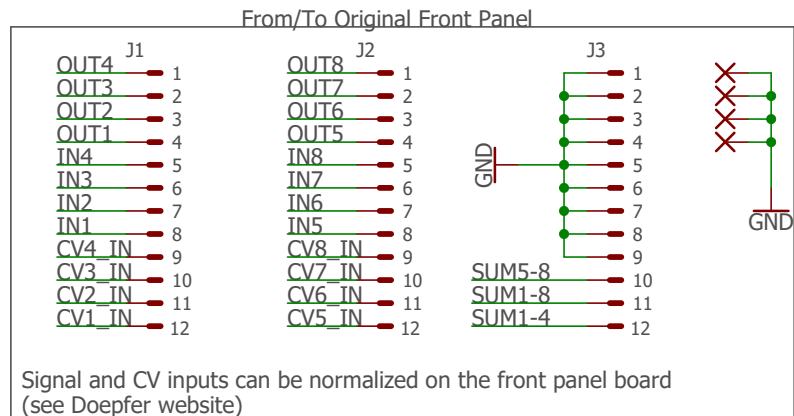 From/To Original Front Panel
J1
OUT4 1
OUT3 2
OUT2 3
OUT1 4
IN4 5
IN3 6
IN2 7
IN1 8
CV4_IN 9
CV3_IN 10
CV2_IN 11
CV1_IN 12
J2
OUT8 1
OUT7 2
OUT6 3
OUT5 4
IN8 5
IN7 6
IN6 7
IN5 8
CV8_IN 9
CV7_IN 10
CV6_IN 11
CV5_IN 12
J3
1
2
3
4
GND 5
6
7
8
9
SUM5-8 10
SUM1-8 11
SUM1-4 12
GND
Signal and CV inputs can be normalized on the front panel board
(see Doepfer website)